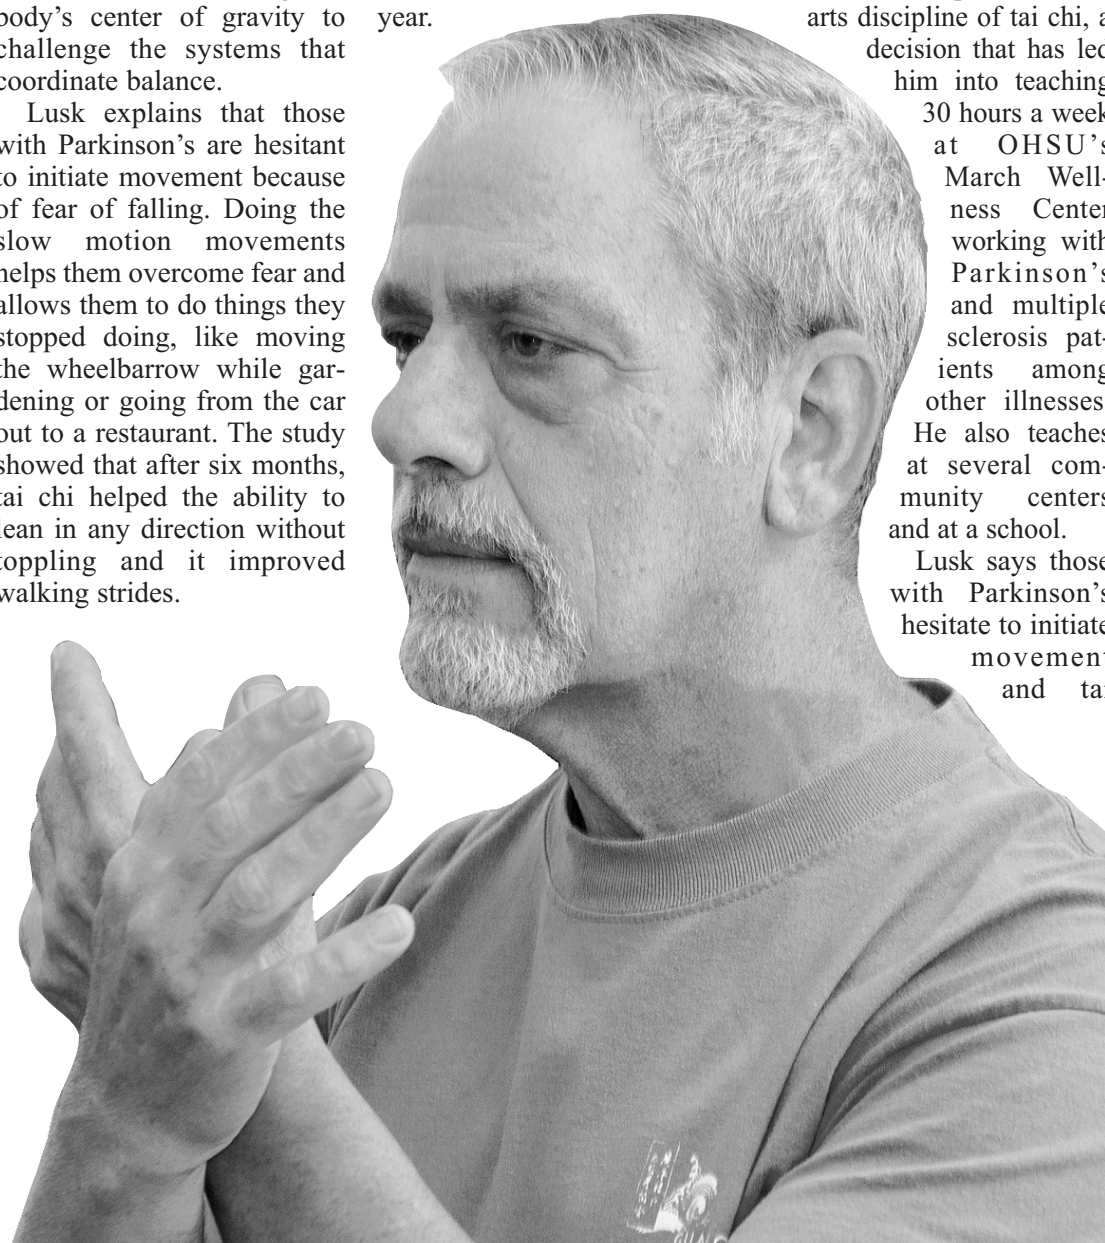 body’s center of gravity to
challenge the systems that
coordinate balance.
Lusk explains that those
with Parkinson’s are hesitant
to initiate movement because
of fear of falling. Doing the
slow motion movements
helps them overcome fear and
allows them to do things they
stopped doing, like moving
the wheelbarrow while gar-
dening or going from the car
out to a restaurant. The study
showed that after six months,
tai chi helped the ability to
lean in any direction without
toppling and it improved
walking strides.
year.
arts discipline of tai chi, a
decision that has led
him into teaching
30 hours a week
at OHSU’s
March Well-
ness Center
working with
Parkinson’s
and multiple
sclerosis pat-
ients among
other illnesses.
He also teaches
at several com-
munity centers
and at a school.
Lusk says those
with Parkinson’s
hesitate to initiate
movement
and tai